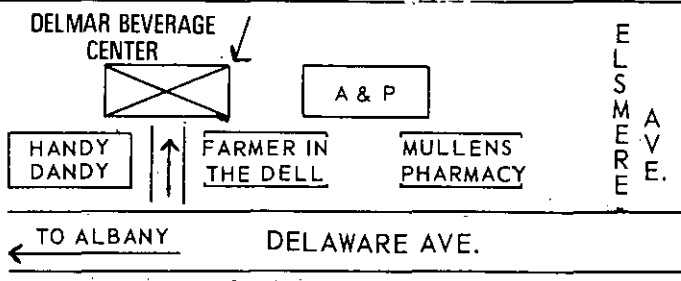 DELMAR BEVERAGE
CENTER
A & P
HANDY
DANDY
FARMER IN
THE DELL
MULLENS
PHARMACY
ELSMERE
AVE.
TO ALBANY
DELAWARE AVE.